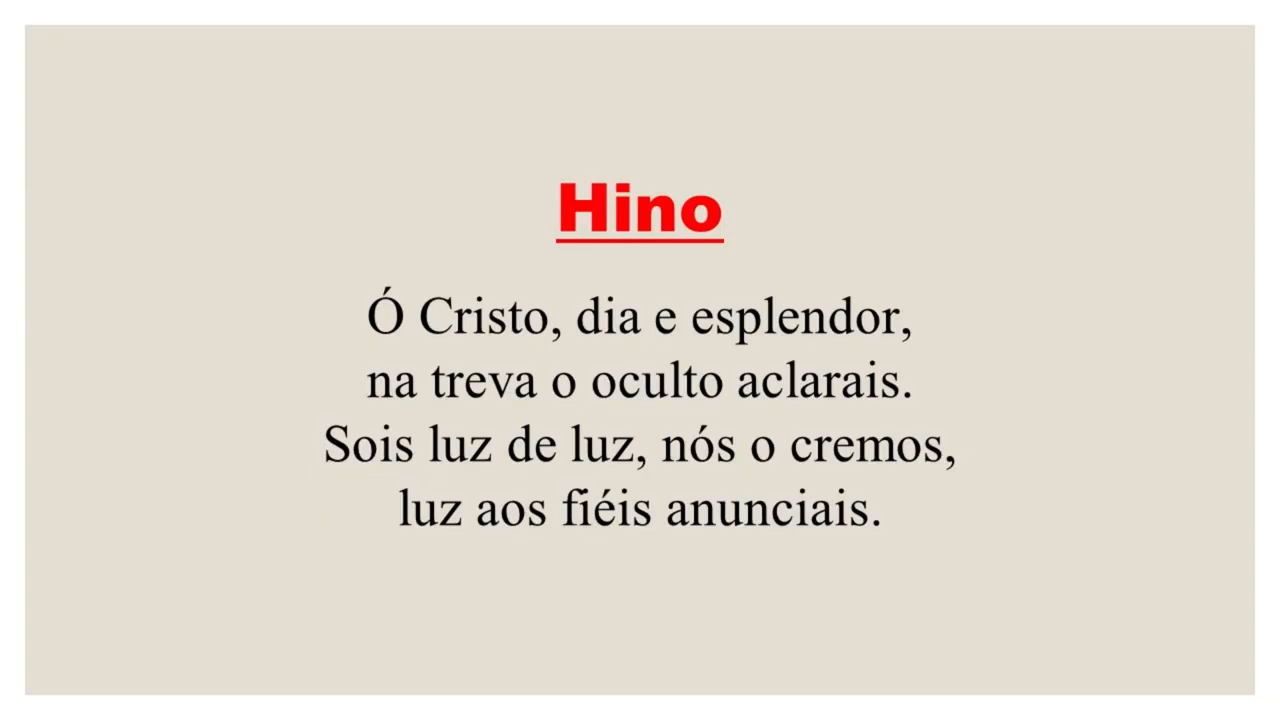 Hino
Ó Cristo, dia e esplendor,
na treva o oculto aclarais.
Sois luz de luz, nós o cremos,
luz aos fiéis anunciais.